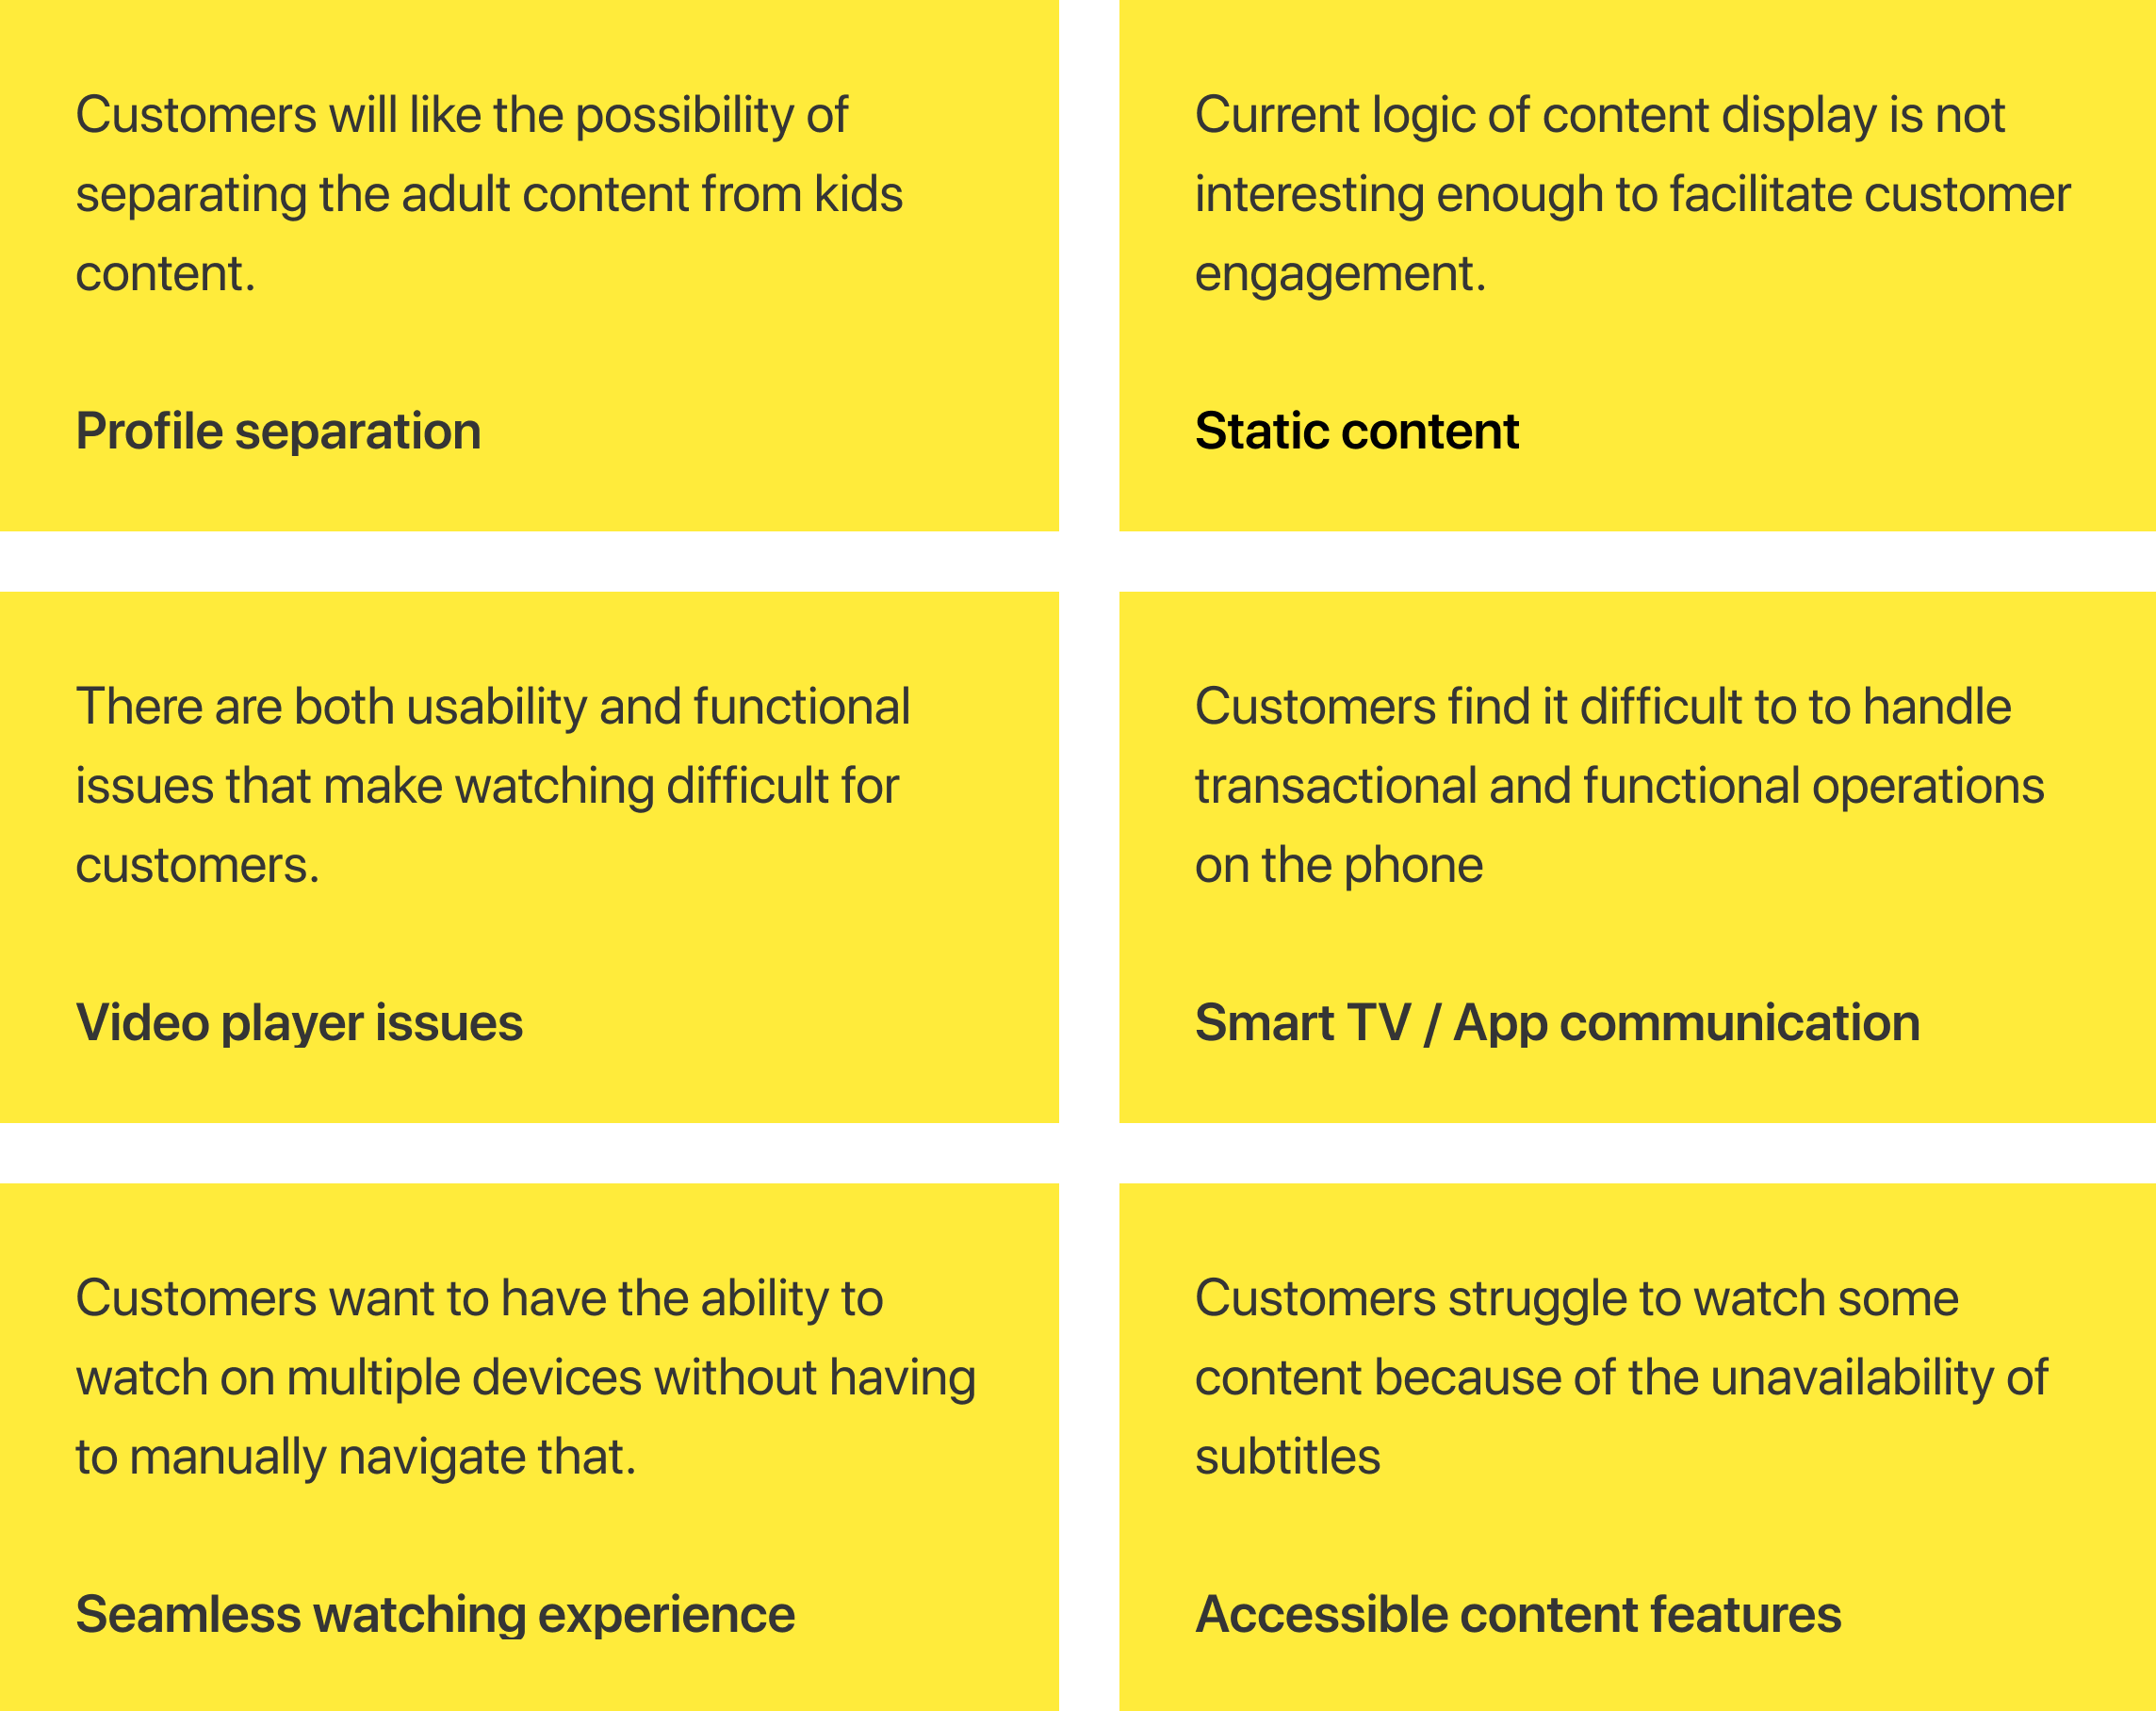 Customers will like the possibility of
separating the adult content from kids
content.
Profile separation
Current logic of content display is not
interesting enough to facilitate customer
engagement.
Static content
There are both usability and functional
issues that make watching difficult for
customers.
Video player issues
Customers find it difficult to to handle
transactional and functional operations
on the phone
Smart TV / App communication
Customers want to have the ability to
watch on multiple devices without having
to manually navigate that.
Seamless watching experience
Customers struggle to watch some
content because of the unavailability of
subtitles
Accessible content features